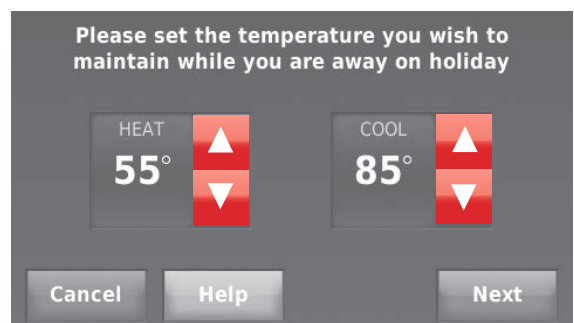 Please set the temperature you wish to
maintain while you are away on holiday
HEAT
55°
COOL
85°
Cancel
Help
Next